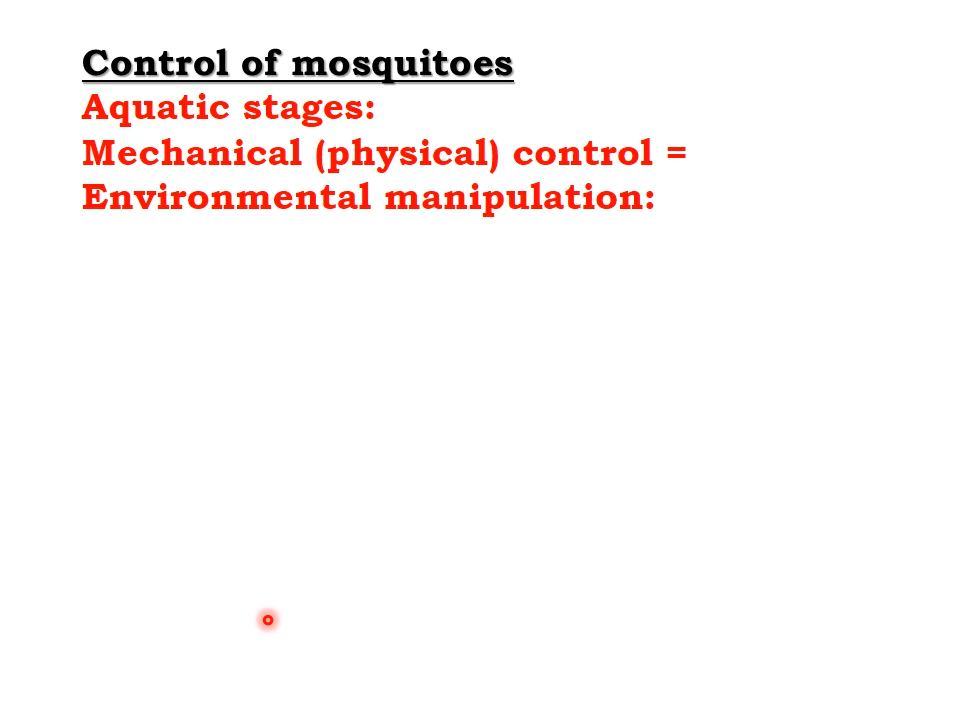 Control of mosquitoes
Aquatic stages:
Mechanical (physical) control =
Environmental manipulation: